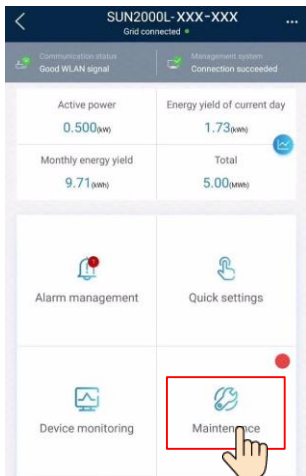 SUN2000L-XXX-XXX
Grid connected
Communication status
Good WLAN signal
Management system
Connection succeeded
Active power
0.500(kW)
Energy yield of current day
1.73(kWh)
Monthly energy yield
9.71(kWh)
Total
5.00(MWh)
1
Alarm management
Quick settings
Device monitoring
Maintenance